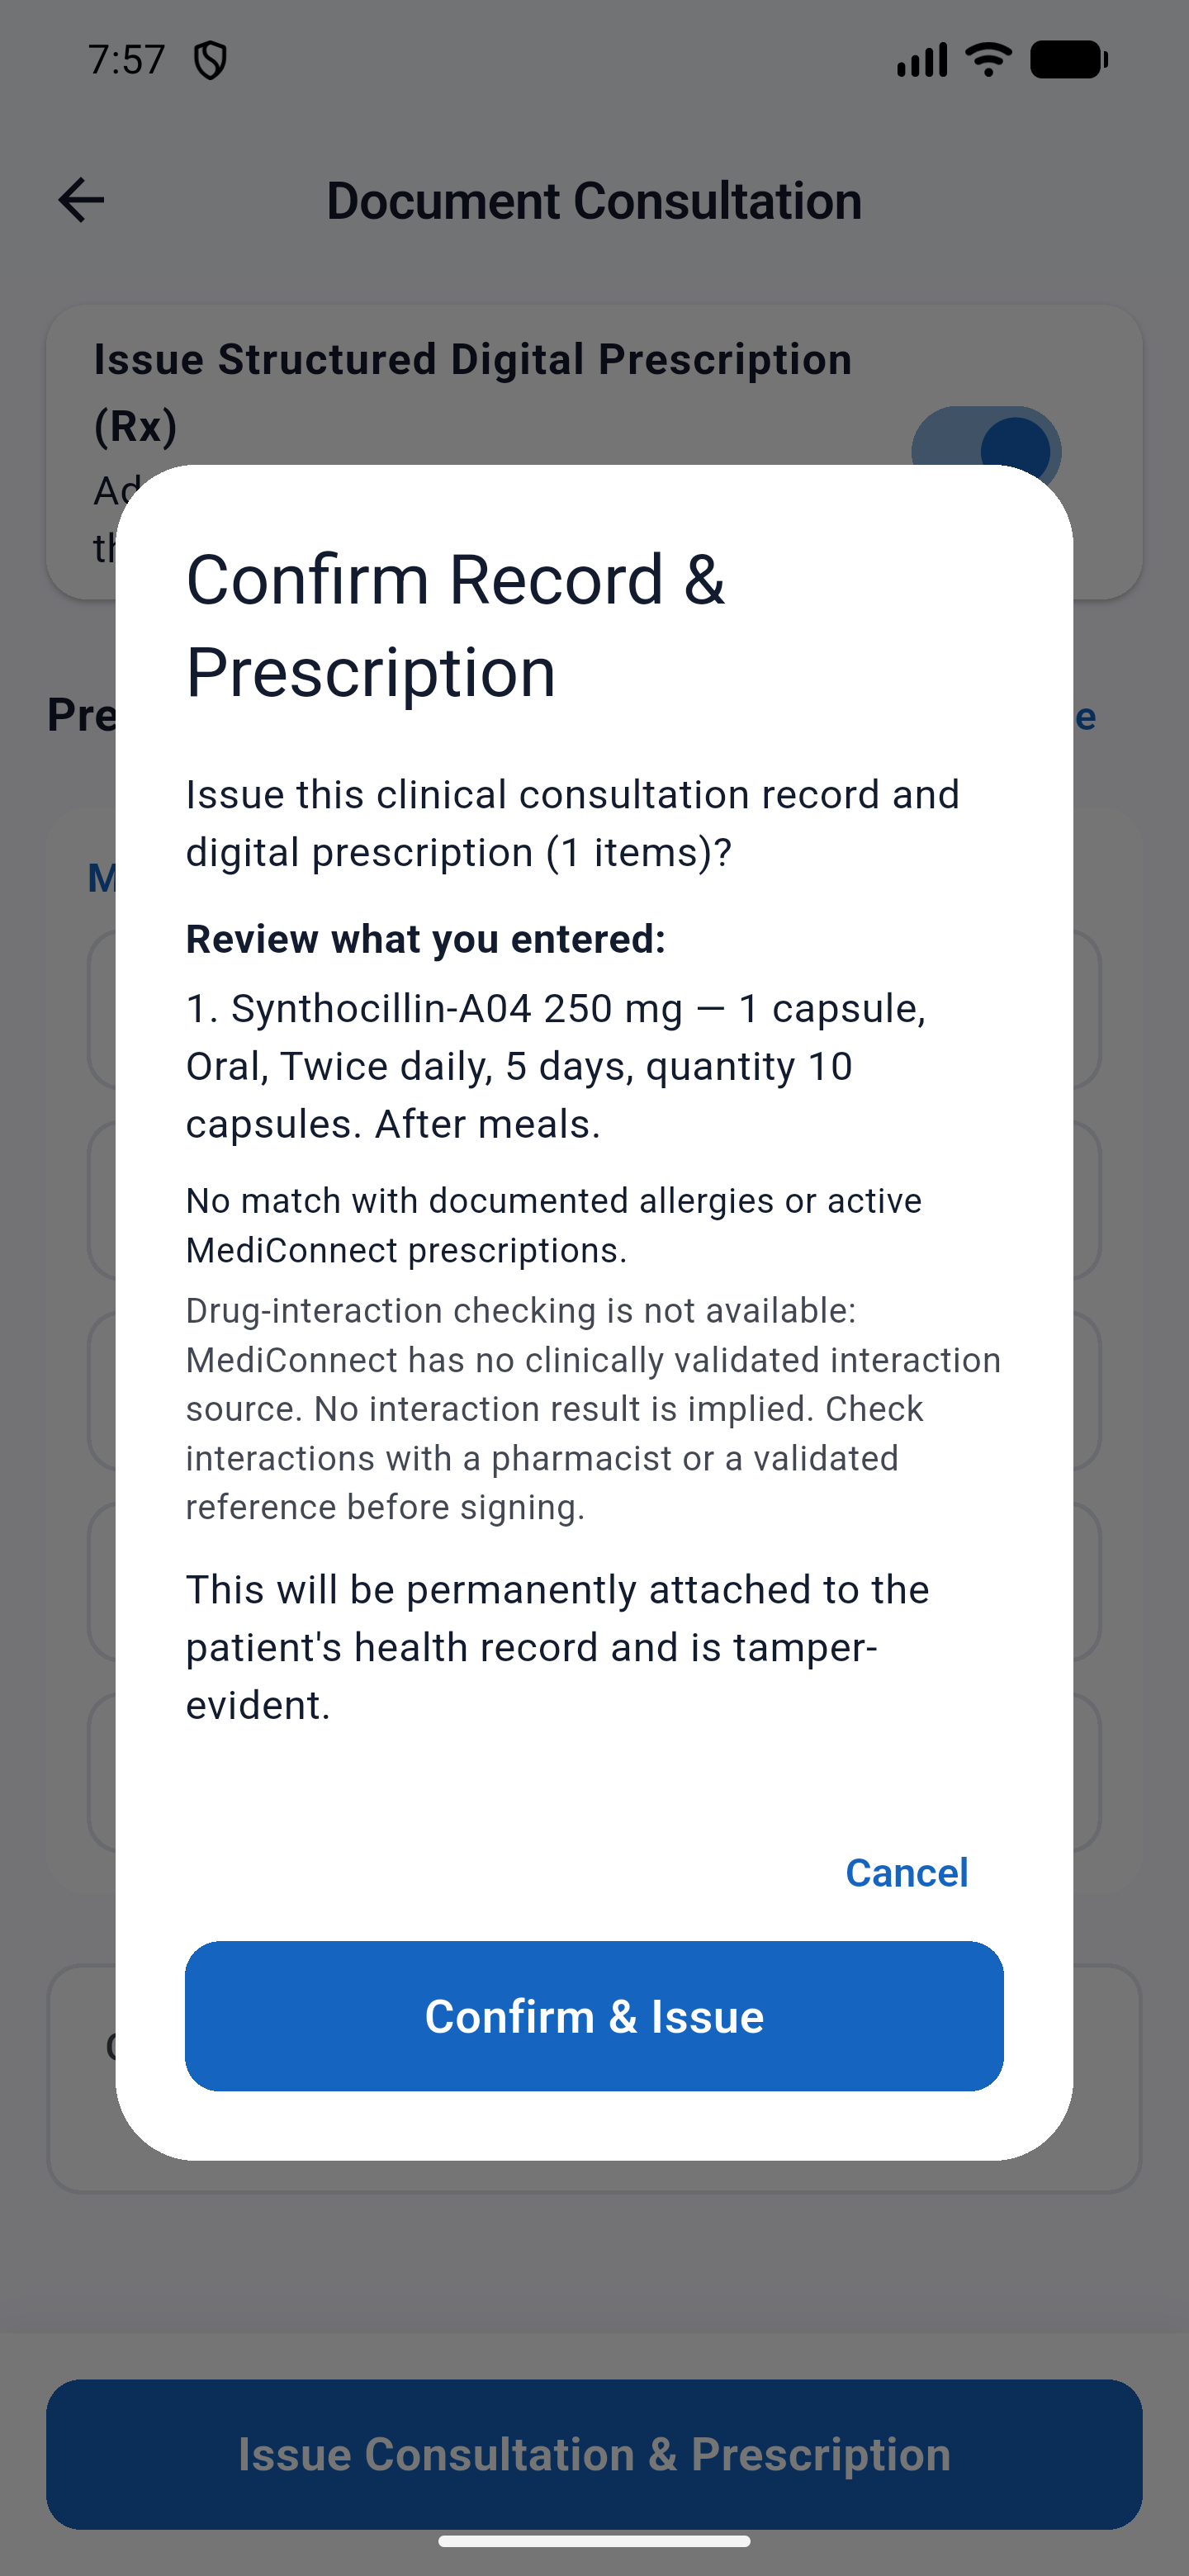 7:57
Document Consultation
Issue Structured Digital Prescription
(Rx)
Confirm Record &
Prescription
Issue this clinical consultation record and
digital prescription (1 items)?
Review what you entered:
1. Synthocillin-A04 250 mg — 1 capsule,
Oral, Twice daily, 5 days, quantity 10
capsules. After meals.
No match with documented allergies or active
MediConnect prescriptions.
Drug-interaction checking is not available:
MediConnect has no clinically validated interaction
source. No interaction result is implied. Check
interactions with a pharmacist or a validated
reference before signing.
This will be permanently attached to the
patient's health record and is tamper-
evident.
Cancel
Confirm & Issue
Issue Consultation & Prescription